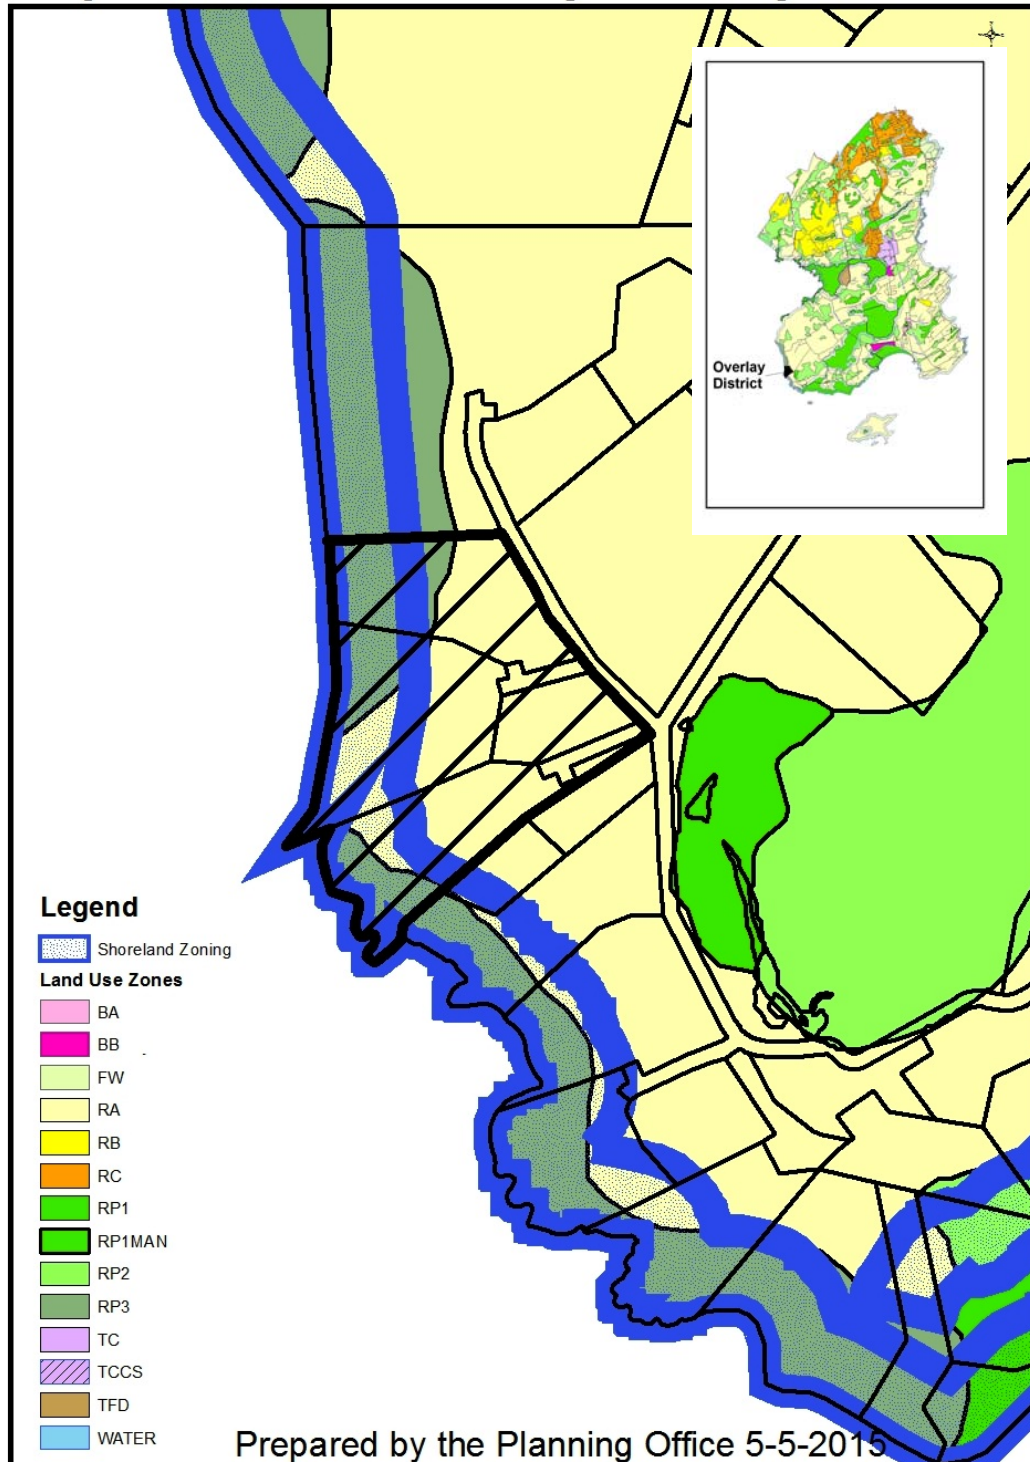 Overlay
District
Legend
Shoreland Zoning
Land Use Zones
BA
BB
FW
RA
RB
RC
RP1
RP1MAN
RP2
RP3
TC
TCCS
TFD
WATER
Prepared by the Planning Office 5-5-2015